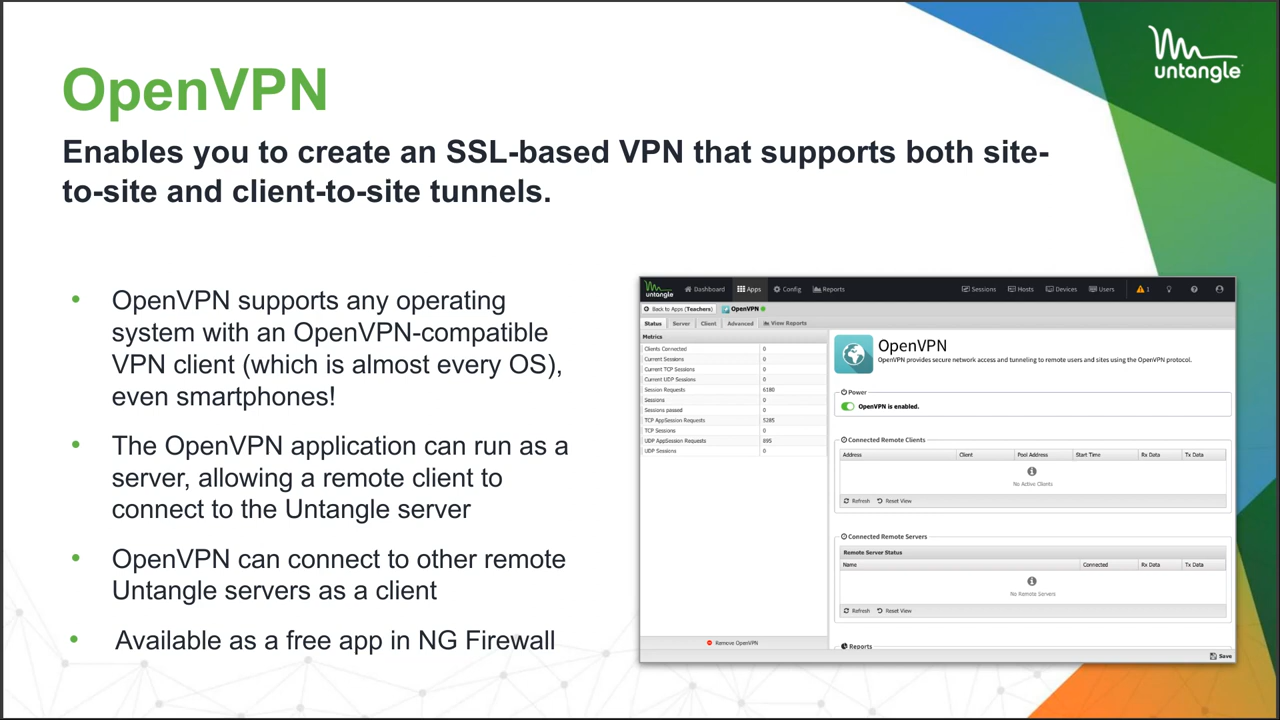 untangle
OpenVPN
Enables you to create an SSL-based VPN that supports both site-
to-site and client-to-site tunnels.
• OpenVPN supports any operating
system with an OpenVPN-compatible
VPN client (which is almost every OS),
even smartphones!
• The OpenVPN application can run as a
server, allowing a remote client to
connect to the Untangle server
• OpenVPN can connect to other remote
Untangle servers as a client
• Available as a free app in NG Firewall
untangle Dashboard Apps Config Reports Sessions Hosts Devices Users 1
Back to Apps (Teachers) OpenVPN
Status Server Client Advanced View Reports
Metrics
Clients Connected 0
Current Sessions 0
Current TCP Sessions 0
Current UDP Sessions 0
Session Requests 6180
Sessions 0
Sessions passed 0
TCP AppSession Requests 5285
TCP Sessions 0
UDP AppSession Requests 895
UDP Sessions 0
Remove OpenVPN
OpenVPN
OpenVPN provides secure network access and tunneling to remote users and sites using the OpenVPN protocol.
Power
OpenVPN is enabled.
Connected Remote Clients
Address Client Pool Address Start Time Rx Data Tx Data
No Active Clients
Refresh Reset View
Connected Remote Servers
Remote Server Status
Name Connected Rx Data Tx Data
No Remote Servers
Refresh Reset View
Reports
Save